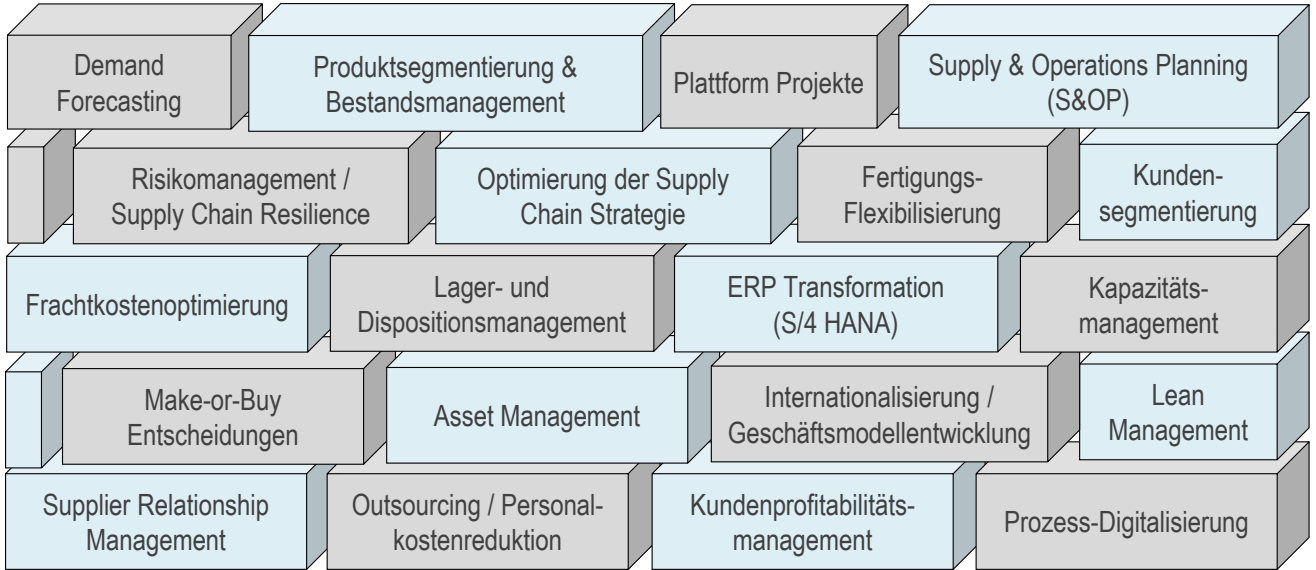 Demand
Forecasting
Produktsegmentierung &
Bestandsmanagement
Plattform Projekte
Supply & Operations Planning
(S&OP)
Risikomanagement /
Supply Chain Resilience
Optimierung der Supply
Chain Strategie
Fertigungs-
Flexibilisierung
Kunden-
segmentierung
Frachtkostenoptimierung
Lager- und
Dispositionsmanagement
ERP Transformation
(S/4 HANA)
Kapazitäts-
management
Make-or-Buy
Entscheidungen
Asset Management
Internationalisierung /
Geschäftsmodellentwicklung
Lean
Management
Supplier Relationship
Management
Outsourcing / Personal-
kostenreduktion
Kundenprofitabilitäts-
management
Prozess-Digitalisierung